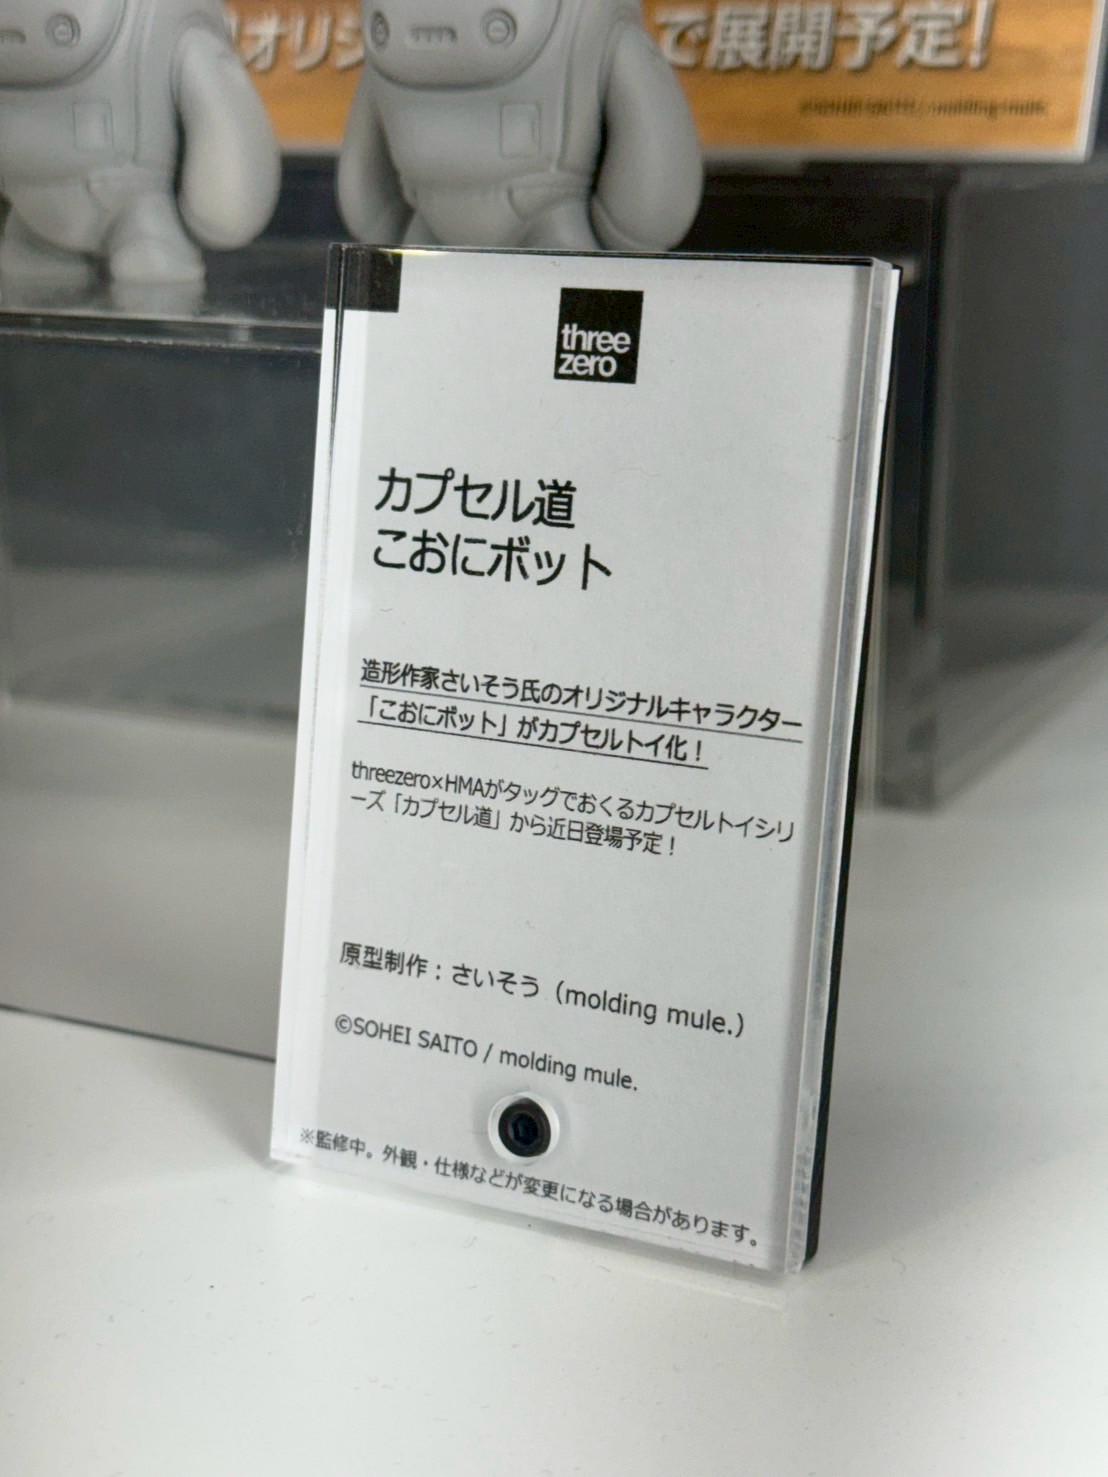 オリジ
で展開予定！
three
zero
カプセル道
こおにボット
造形作家さいそう氏のオリジナルキャラクター
「こおにボット」がカプセルトイ化！
threezero×HMAがタッグでおくるカプセルトイシリ
ーズ「カプセル道」から近日登場予定！
原型制作：さいそう（molding mule.）
©SOHEI SAITO / molding mule.
※監修中。外観・仕様などが変更になる場合があります。